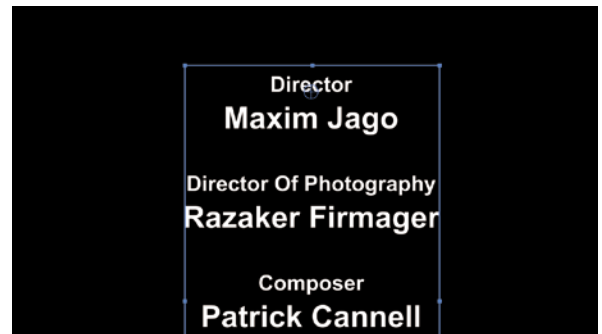 Director
Maxim Jago
Director Of Photography
Razaker Firmager
Composer
Patrick Cannell